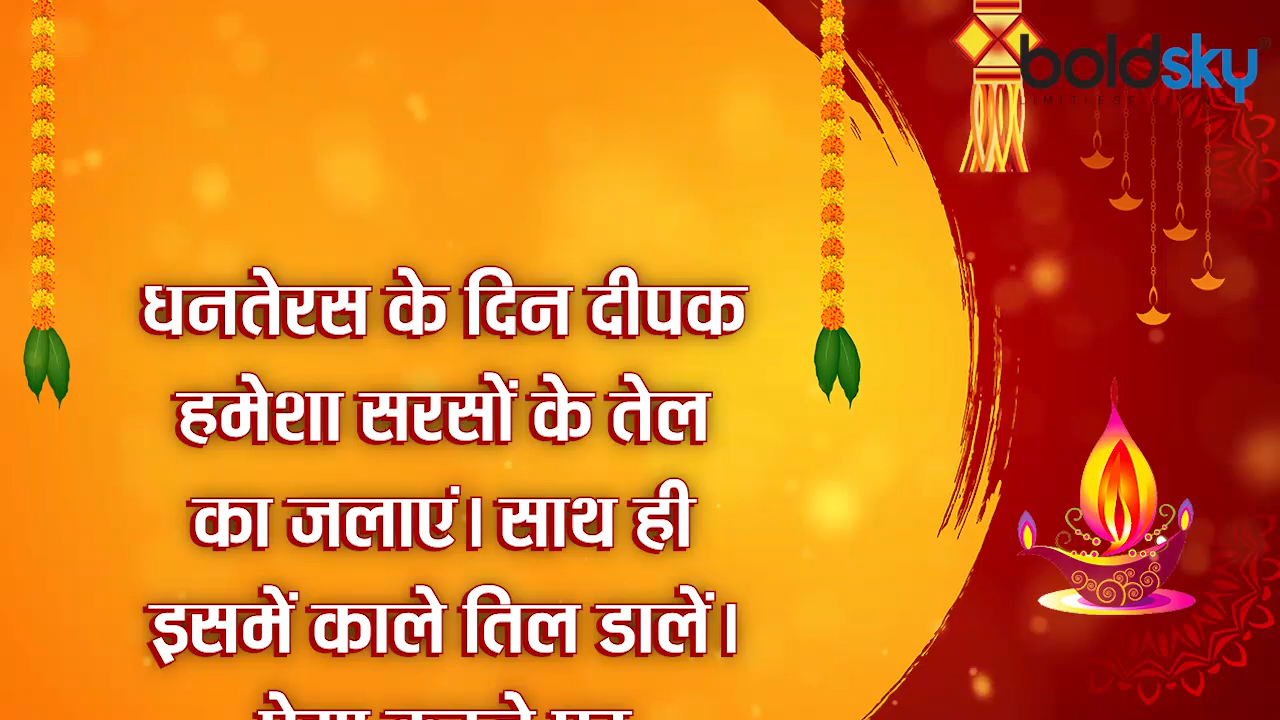 boldsky
धनतेरस के दिन दीपक
हमेशा सरसों के तेल
का जलाएं। साथ ही
इसमें काले तिल डालें।